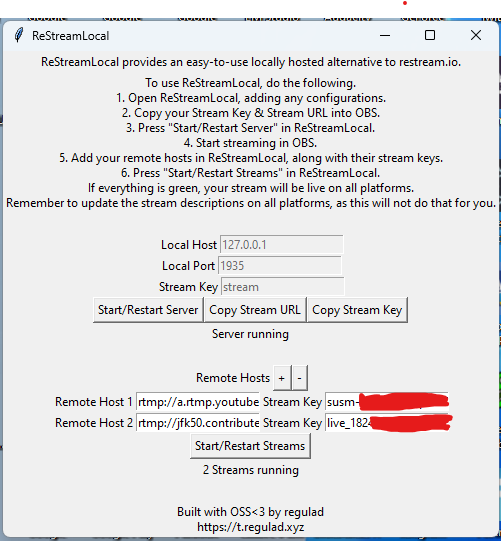 ReStreamLocal
ReStreamLocal provides an easy-to-use locally hosted alternative to restream.io.
To use ReStreamLocal, do the following.
1. Open ReStreamLocal, adding any configurations.
2. Copy your Stream Key & Stream URL into OBS.
3. Press "Start/Restart Server" in ReStreamLocal.
4. Start streaming in OBS.
5. Add your remote hosts in ReStreamLocal, along with their stream keys.
6. Press "Start/Restart Streams" in ReStreamLocal.
If everything is green, your stream will be live on all platforms.
Remember to update the stream descriptions on all platforms, as this will not do that for you.
Local Host 127.0.0.1
Local Port 1935
Stream Key stream
Start/Restart Server Copy Stream URL Copy Stream Key
Server running
Remote Hosts + -
Remote Host 1 rtmp://a.rtmp.youtube Stream Key susm-
Remote Host 2 rtmp://jfk50.contribute Stream Key live_182
Start/Restart Streams
2 Streams running
Built with OSS<3 by regulad
https://t.regulad.xyz